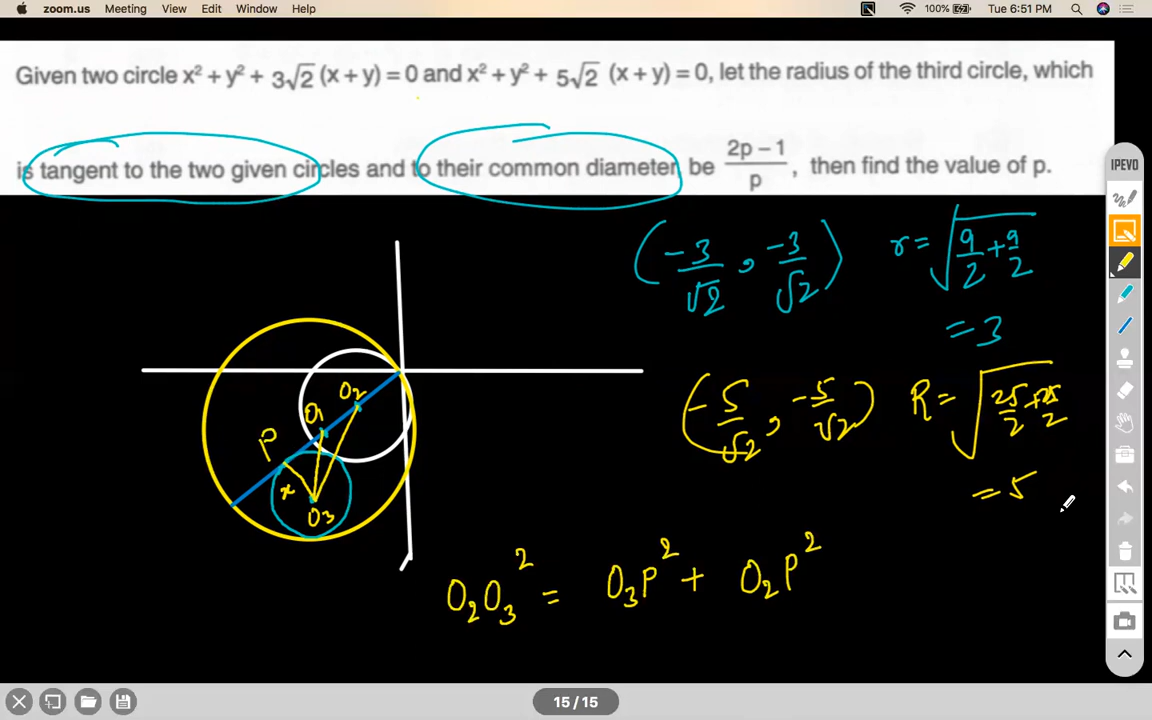 zoom.us Meeting View Edit Window Help 100% Tue 6:51 PM
Given two circle x² + y² + 3√2 (x + y) = 0 and x² + y² + 5√2 (x + y) = 0, let the radius of the third circle, which
is tangent to the two given circles and to their common diameter be (2p − 1)/p, then find the value of p.
IPEVO
(-3/√2, -3/√2) r = √(9/2 + 9/2)
= 3
(-5/√2, -5/√2) R = √(25/2 + 25/2)
= 5
O2
O1
P
x
O3
O2O3² = O3P² + O2P²
15 / 15